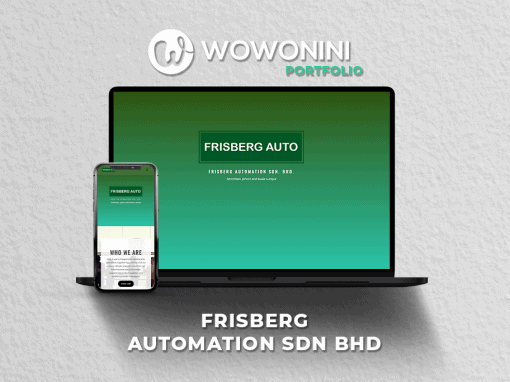 WOWONINI
PORTFOLIO
FRISBERG AUTO
FRISBERG AUTOMATION SDN. BHD.
FRISBERG AUTO
WHO WE ARE
FRISBERG
AUTOMATION SDN BHD